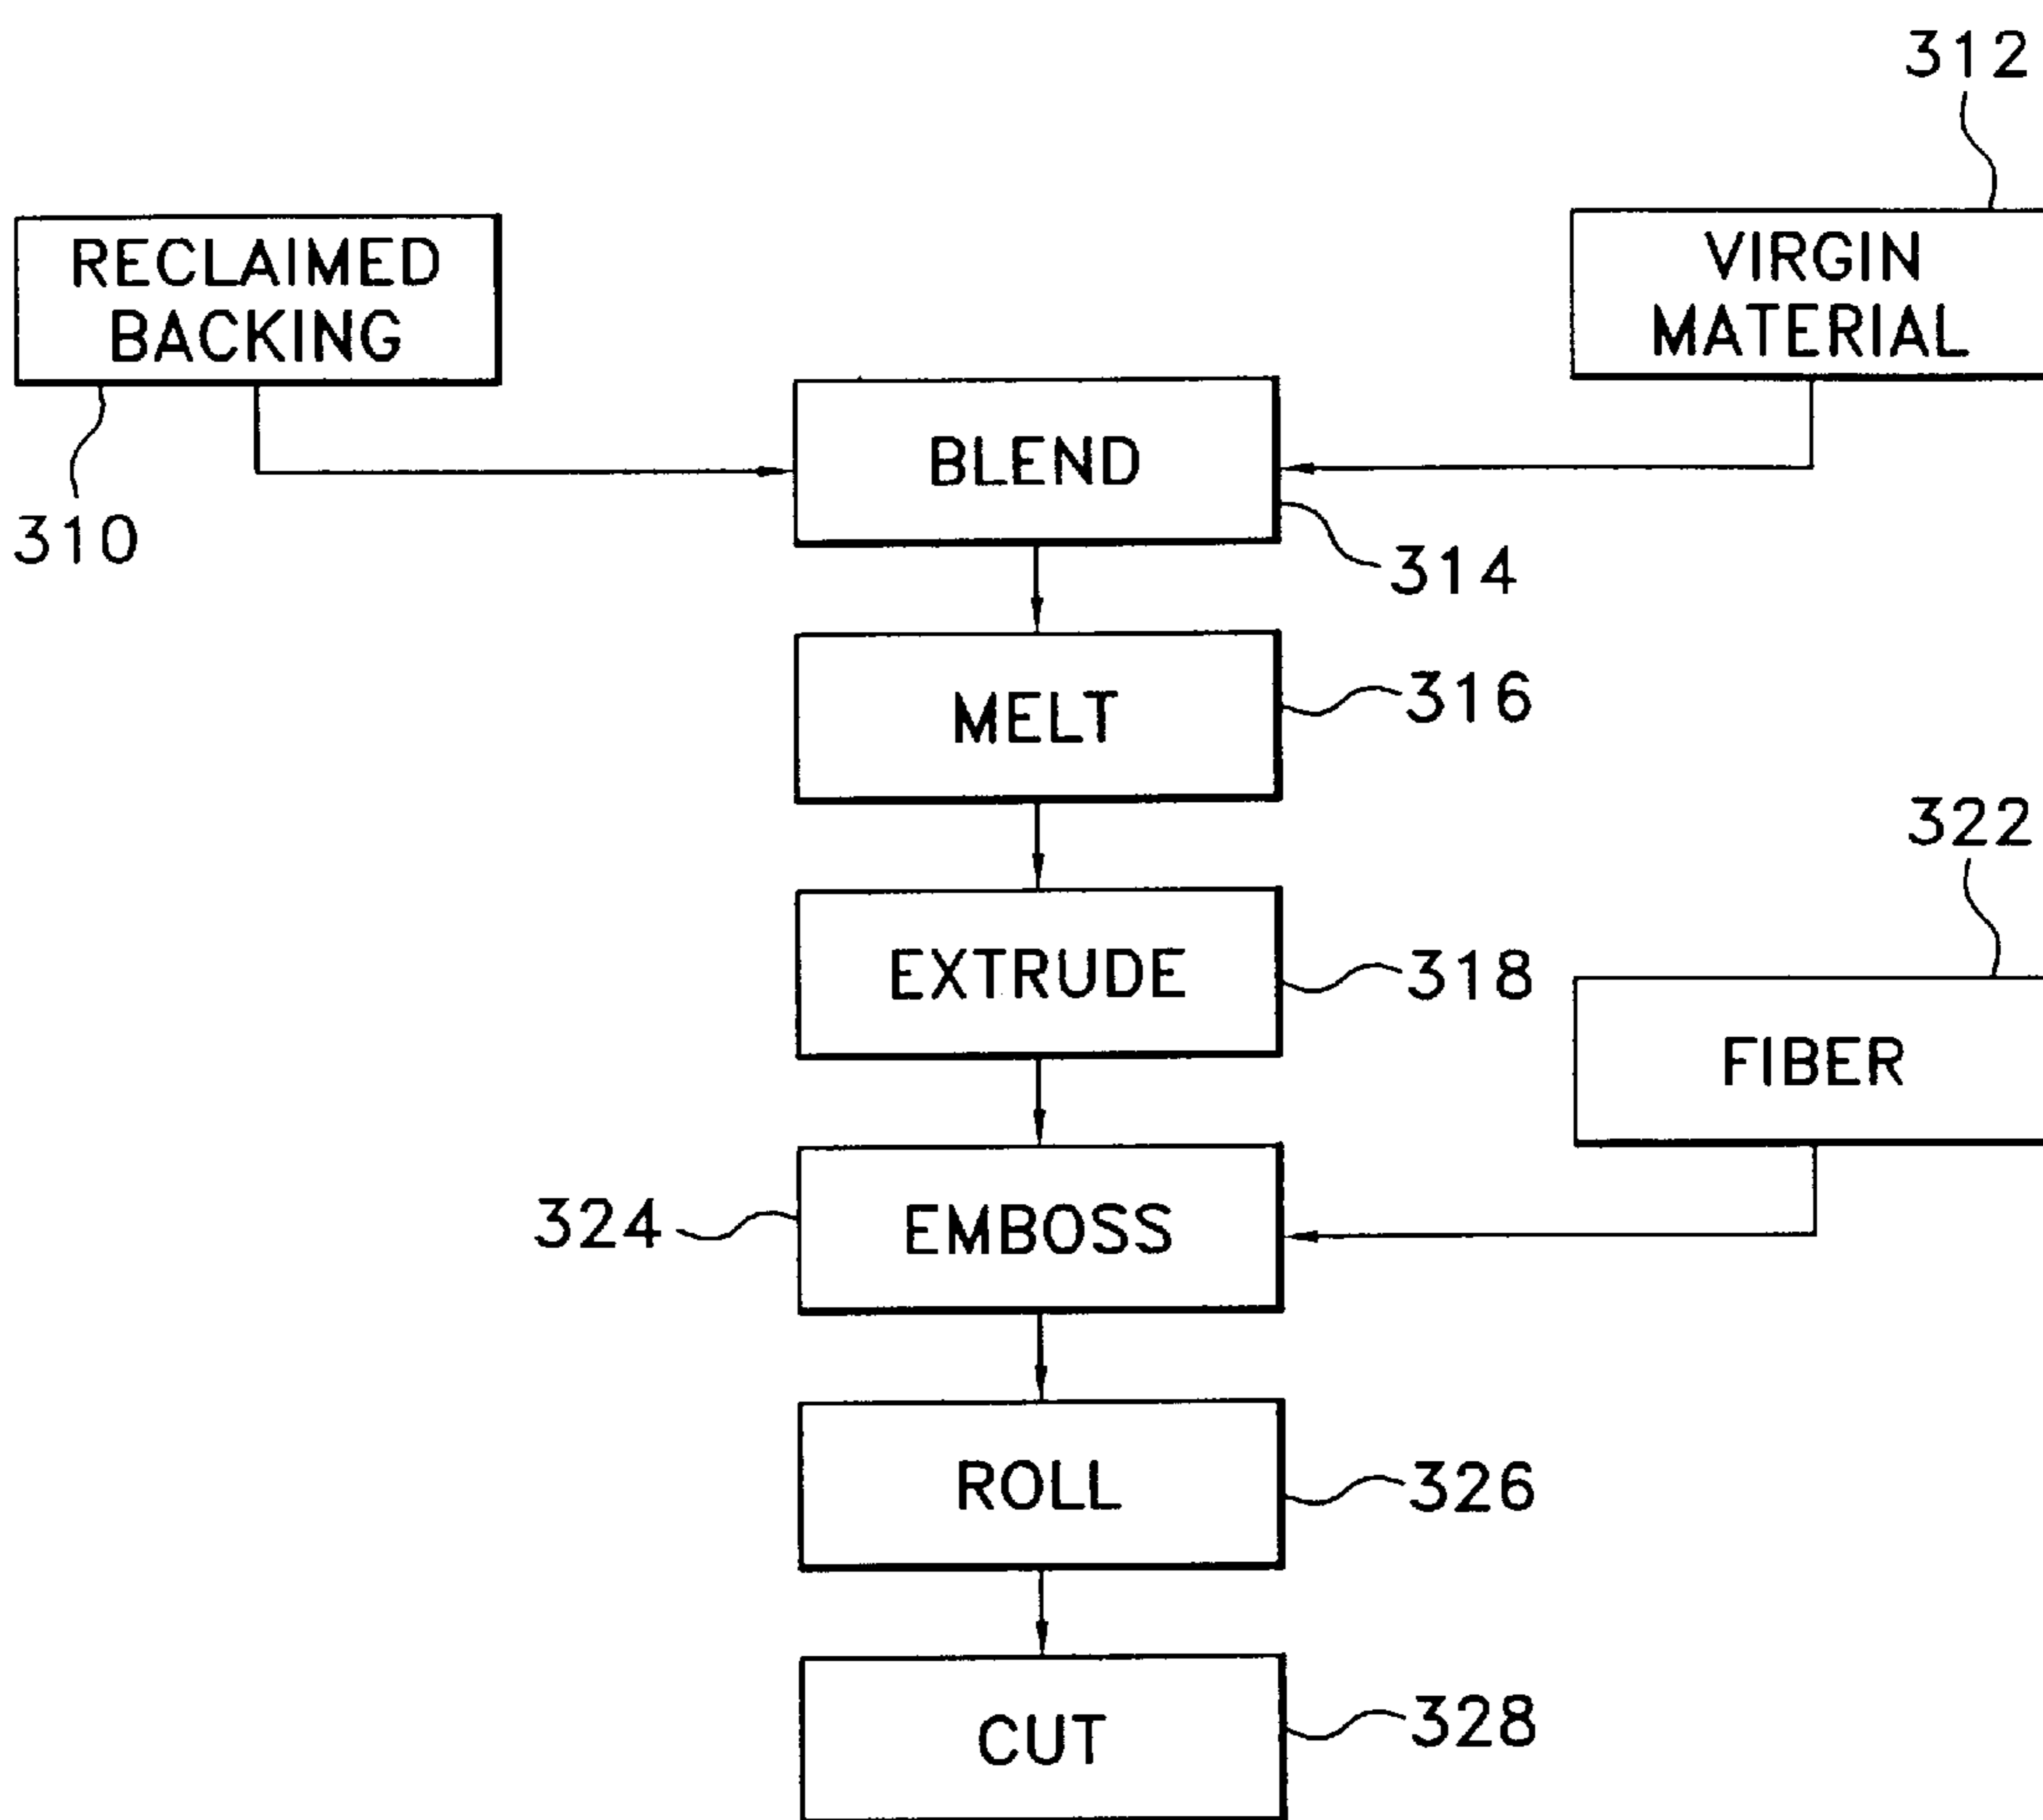 312
RECLAIMED
BACKING
VIRGIN
MATERIAL
310
BLEND
314
MELT
316
322
EXTRUDE
318
FIBER
324
EMBOSS
ROLL
326
CUT
328